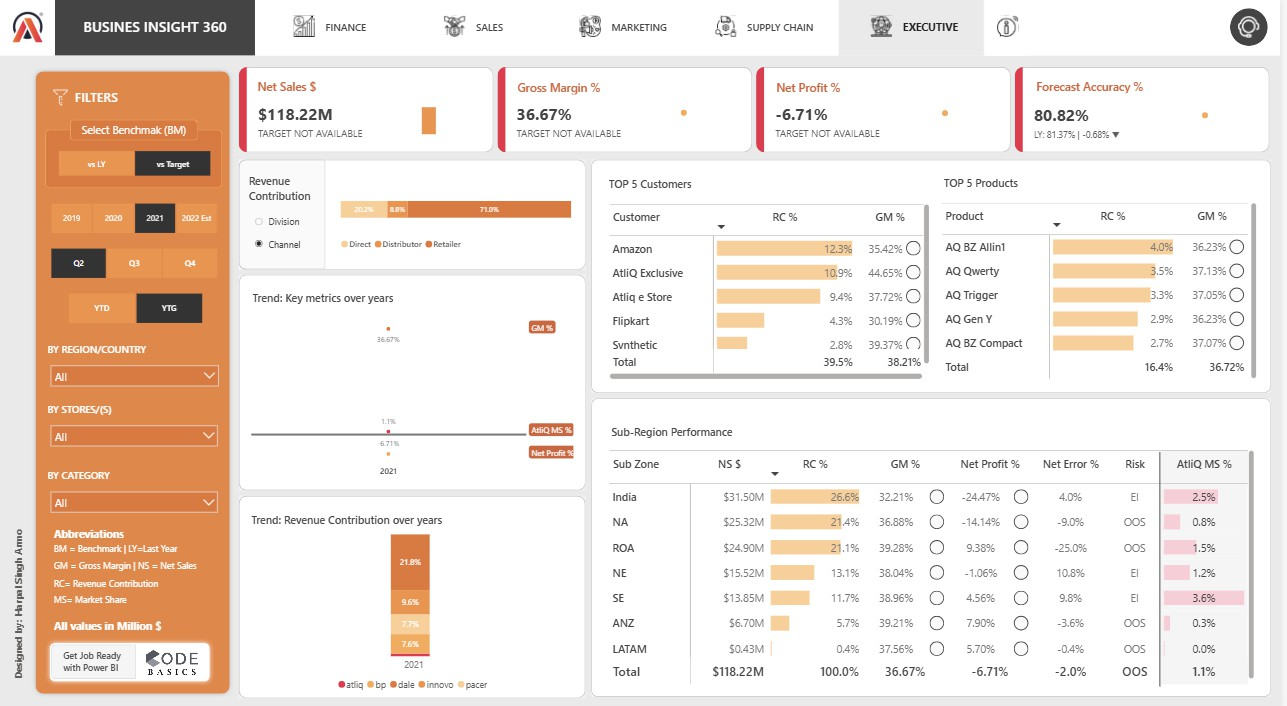 BUSINES INSIGHT 360
FINANCE
SALES
MARKETING
SUPPLY CHAIN
EXECUTIVE
FILTERS
Select Benchmak (BM)
vs LY
vs Target
2019
2020
2021
2022 Est
Q2
Q3
Q4
YTD
YTG
BY REGION/COUNTRY
All
BY STORES/(S)
All
BY CATEGORY
All
Abbreviations
BM = Benchmark | LY=Last Year
GM = Gross Margin | NS = Net Sales
RC= Revenue Contribution
MS= Market Share
All values in Million $
Get Job Ready
with Power BI
CODE
BASICS
Designed by: Harpal Singh Anno
Net Sales $
$118.22M
TARGET NOT AVAILABLE
Gross Margin %
36.67%
TARGET NOT AVAILABLE
Net Profit %
-6.71%
TARGET NOT AVAILABLE
Forecast Accuracy %
80.82%
LY: 81.37% | -0.68% ▼
Revenue
Contribution
Division
Channel
20.2%
8.8%
71.0%
Direct
Distributor
Retailer
Trend: Key metrics over years
GM %
36.67%
1.1%
AtliQ MS %
6.71%
Net Profit %
2021
Trend: Revenue Contribution over years
21.8%
9.6%
7.7%
7.6%
2021
atliq
bp
dale
innovo
pacer
TOP 5 Customers
Customer RC % GM %
Amazon 12.3% 35.42%
AtliQ Exclusive 10.9% 44.65%
Atliq e Store 9.4% 37.72%
Flipkart 4.3% 30.19%
Synthetic 2.8% 39.37%
Total 39.5% 38.21%
TOP 5 Products
Product RC % GM %
AQ BZ Allin1 4.0% 36.23%
AQ Qwerty 3.5% 37.13%
AQ Trigger 3.3% 37.05%
AQ Gen Y 2.9% 36.23%
AQ BZ Compact 2.7% 37.07%
Total 16.4% 36.72%
Sub-Region Performance
Sub Zone NS $ RC % GM % Net Profit % Net Error % Risk AtliQ MS %
India $31.50M 26.6% 32.21% -24.47% 4.0% EI 2.5%
NA $25.32M 21.4% 36.88% -14.14% -9.0% OOS 0.8%
ROA $24.90M 21.1% 39.28% 9.38% -25.0% OOS 1.5%
NE $15.52M 13.1% 38.04% -1.06% 10.8% EI 1.2%
SE $13.85M 11.7% 38.96% 4.56% 9.8% EI 3.6%
ANZ $6.70M 5.7% 39.21% 7.90% -3.6% OOS 0.3%
LATAM $0.43M 0.4% 37.56% 5.70% -0.4% OOS 0.0%
Total $118.22M 100.0% 36.67% -6.71% -2.0% OOS 1.1%